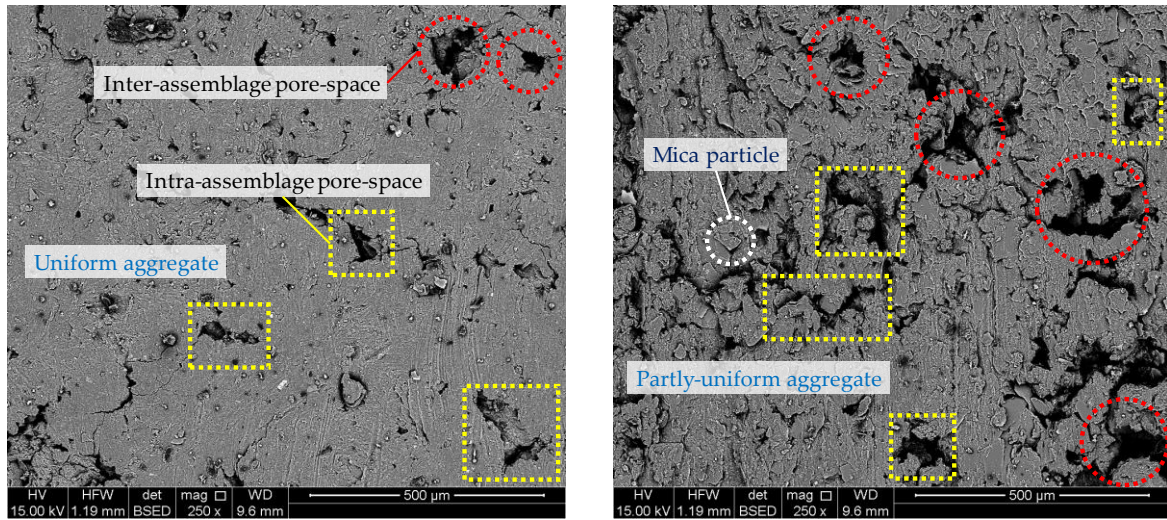 Inter-assemblage pore-space
Intra-assemblage pore-space
Uniform aggregate
HV HFW det mag □ WD
15.00 kV 1.19 mm BSED 250 x 9.6 mm
500 µm
Mica particle
Partly-uniform aggregate
HV HFW det mag □ WD
15.00 kV 1.19 mm BSED 250 x 9.6 mm
500 µm